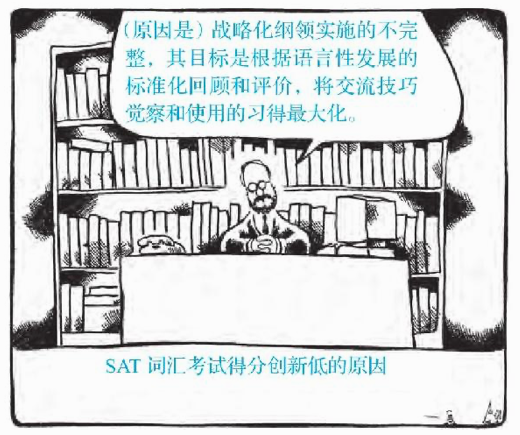 (原因是)战略化纲领实施的不完
整，其目标是根据语言性发展的
标准化回顾和评价，将交流技巧
觉察和使用的习得最大化。
SAT 词汇考试得分创新低的原因